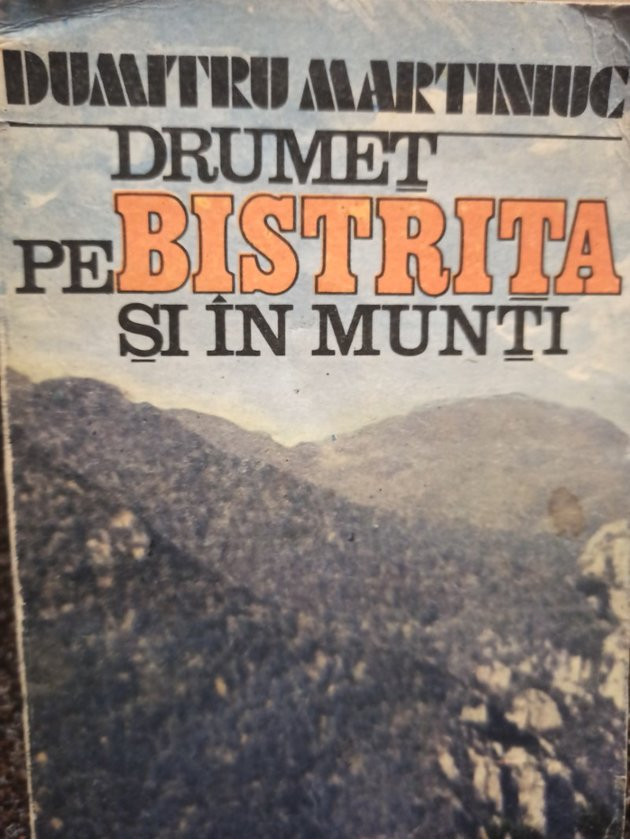 DUMITRU MARTINIUC
DRUMEȚ
PE BISTRIȚA
ȘI ÎN MUNȚI